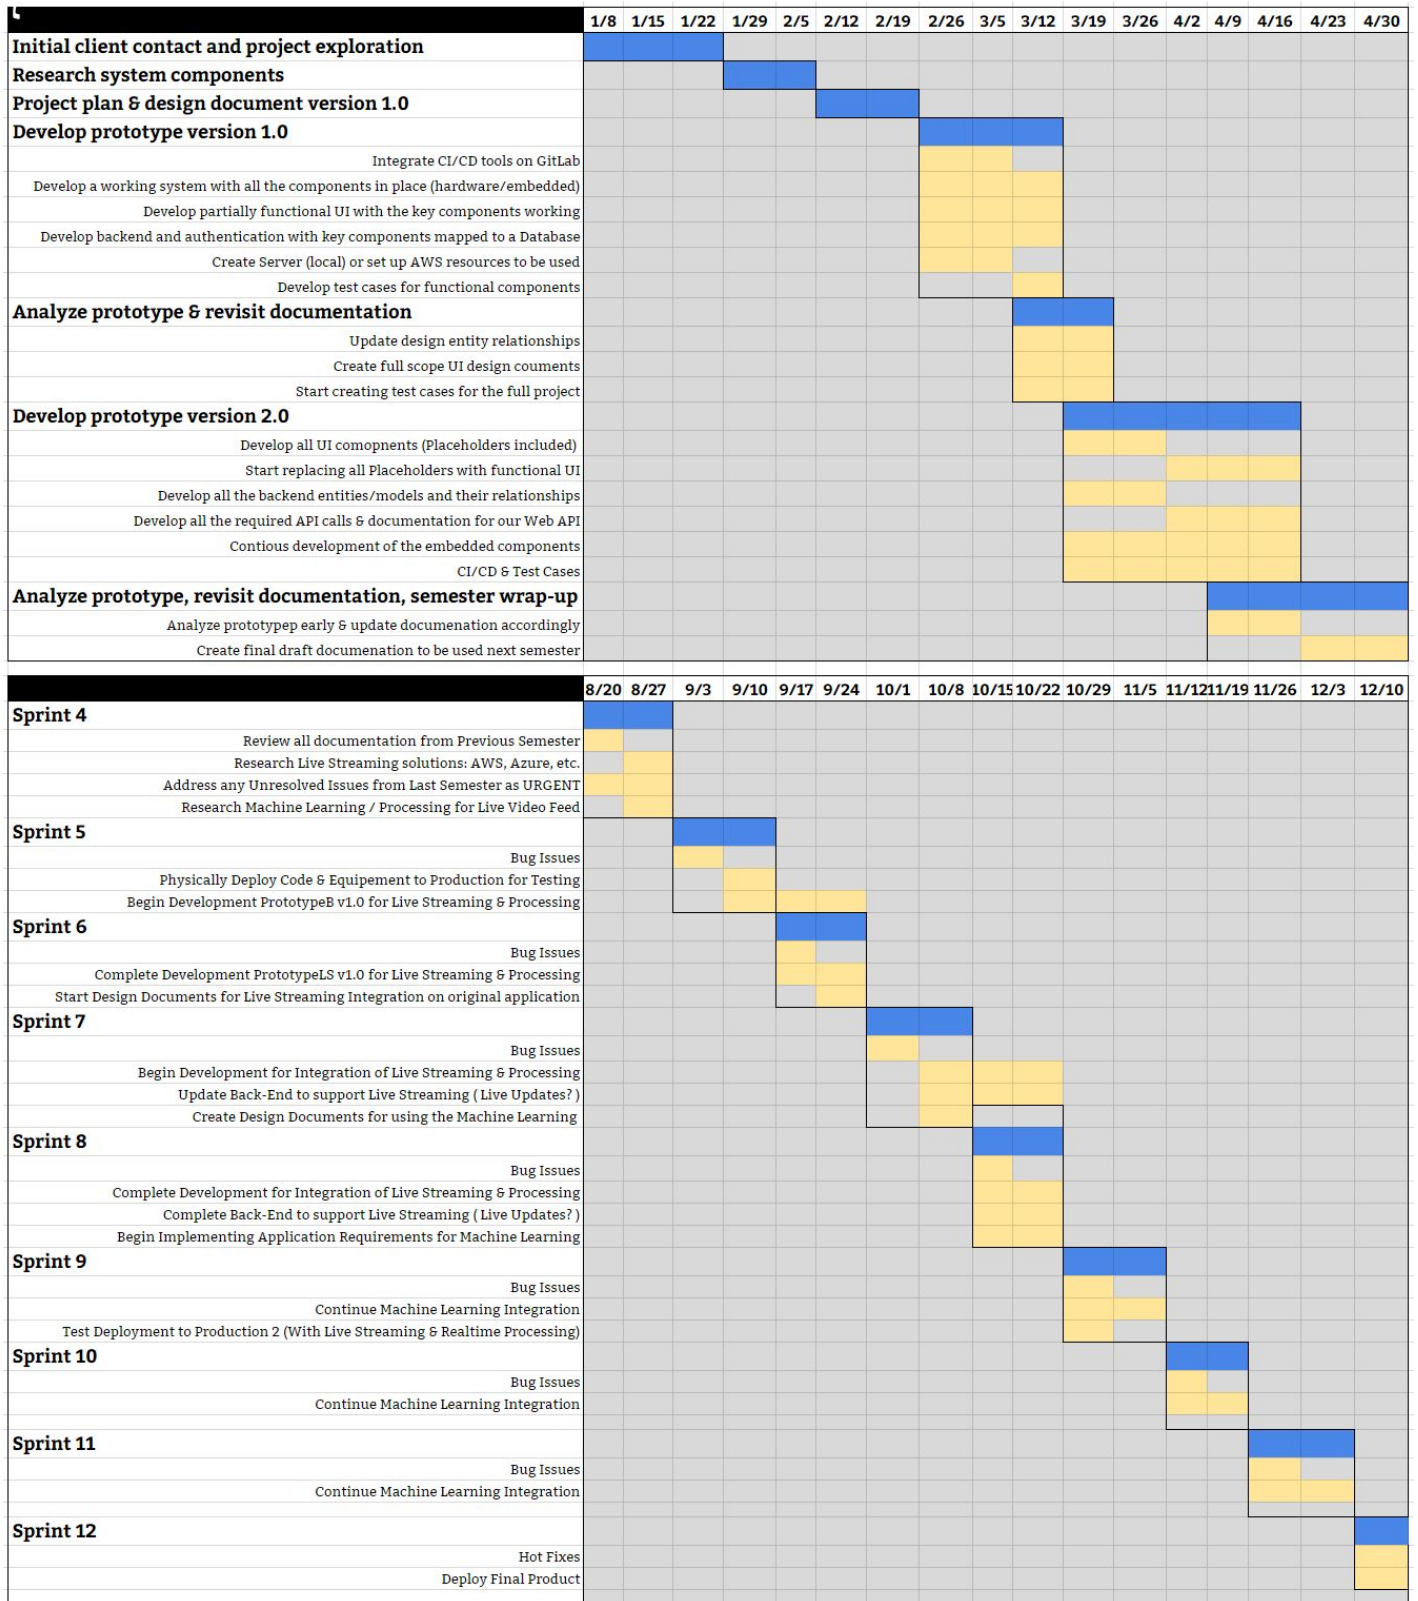 1/8 1/15 1/22 1/29 2/5 2/12 2/19 2/26 3/5 3/12 3/19 3/26 4/2 4/9 4/16 4/23 4/30
Initial client contact and project exploration
Research system components
Project plan & design document version 1.0
Develop prototype version 1.0
Integrate CI/CD tools on GitLab
Develop a working system with all the components in place (hardware/embedded)
Develop partially functional UI with the key components working
Develop backend and authentication with key components mapped to a Database
Create Server (local) or set up AWS resources to be used
Develop test cases for functional components
Analyze prototype & revisit documentation
Update design entity relationships
Create full scope UI design couments
Start creating test cases for the full project
Develop prototype version 2.0
Develop all UI comopnents (Placeholders included)
Start replacing all Placeholders with functional UI
Develop all the backend entities/models and their relationships
Develop all the required API calls & documentation for our Web API
Contious development of the embedded components
CI/CD & Test Cases
Analyze prototype, revisit documentation, semester wrap-up
Analyze prototypep early & update documenation accordingly
Create final draft documenation to be used next semester
8/20 8/27 9/3 9/10 9/17 9/24 10/1 10/8 10/15 10/22 10/29 11/5 11/12 11/19 11/26 12/3 12/10
Sprint 4
Review all documentation from Previous Semester
Research Live Streaming solutions: AWS, Azure, etc.
Address any Unresolved Issues from Last Semester as URGENT
Research Machine Learning / Processing for Live Video Feed
Sprint 5
Bug Issues
Physically Deploy Code & Equipement to Production for Testing
Begin Development PrototypeB v1.0 for Live Streaming & Processing
Sprint 6
Bug Issues
Complete Development PrototypeLS v1.0 for Live Streaming & Processing
Start Design Documents for Live Streaming Integration on original application
Sprint 7
Bug Issues
Begin Development for Integration of Live Streaming & Processing
Update Back-End to support Live Streaming ( Live Updates? )
Create Design Documents for using the Machine Learning
Sprint 8
Bug Issues
Complete Development for Integration of Live Streaming & Processing
Complete Back-End to support Live Streaming ( Live Updates? )
Begin Implementing Application Requirements for Machine Learning
Sprint 9
Bug Issues
Continue Machine Learning Integration
Test Deployment to Production 2 (With Live Streaming & Realtime Processing)
Sprint 10
Bug Issues
Continue Machine Learning Integration
Sprint 11
Bug Issues
Continue Machine Learning Integration
Sprint 12
Hot Fixes
Deploy Final Product